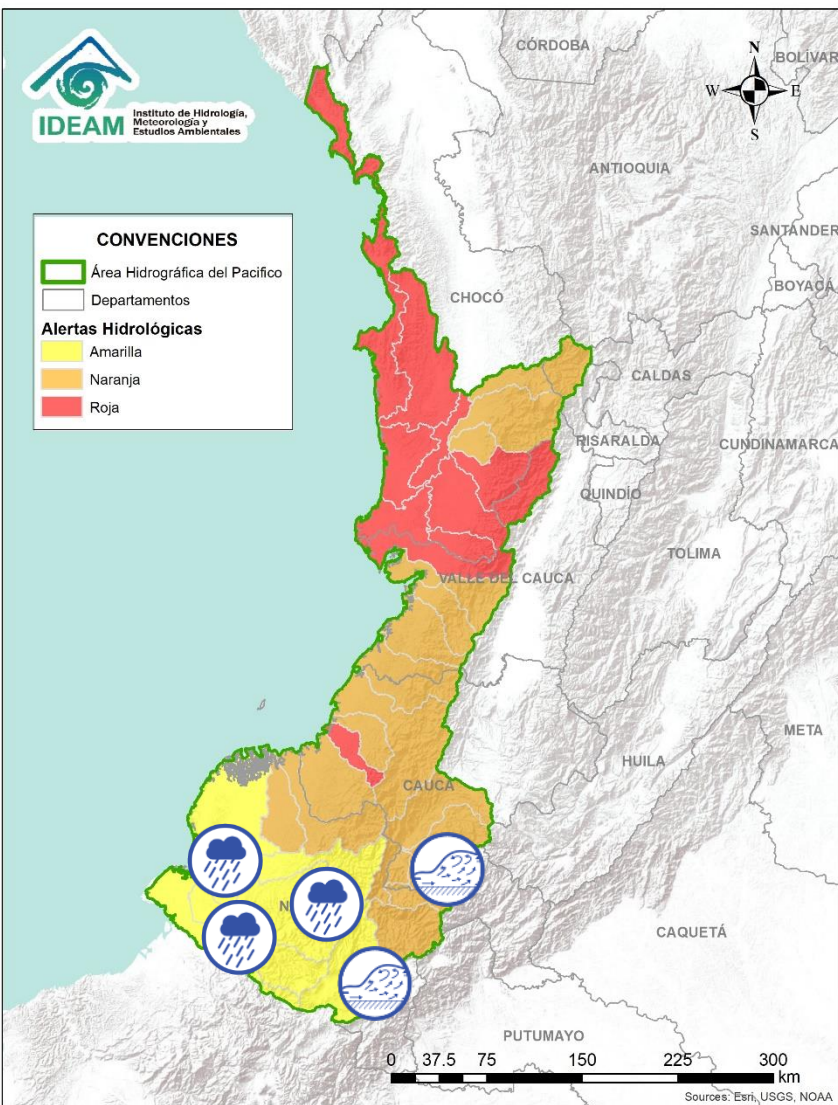 IDEAM
Instituto de Hidrología,
Meteorología y
Estudios Ambientales
CÓRDOBA
BOLÍVAR
N
W
E
S
ANTIOQUIA
SANTANDER
BOYACÁ
CONVENCIONES
Área Hidrográfica del Pacifico
Departamentos
Alertas Hidrológicas
Amarilla
Naranja
Roja
CHOCÓ
CALDAS
RISARALDA
CUNDINAMARCA
QUINDÍO
TOLIMA
VALLE DEL CAUCA
META
HUILA
CAUCA
N
CAQUETÁ
PUTUMAYO
0 37.5 75 150 225 300
km
Sources: Esri, USGS, NOAA